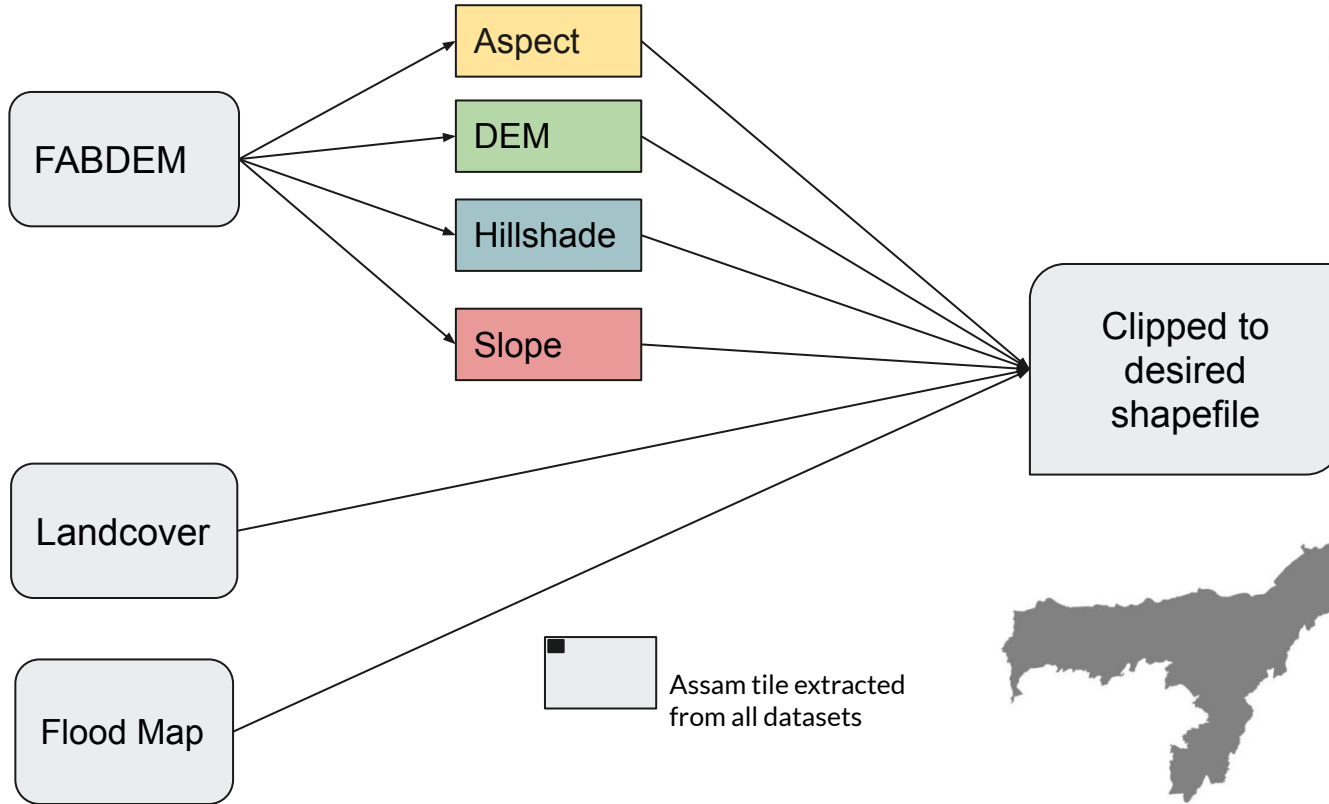 Aspect
FABDEM
DEM
Hillshade
Slope
Clipped to
desired
shapefile
Landcover
Flood Map
Assam tile extracted
from all datasets